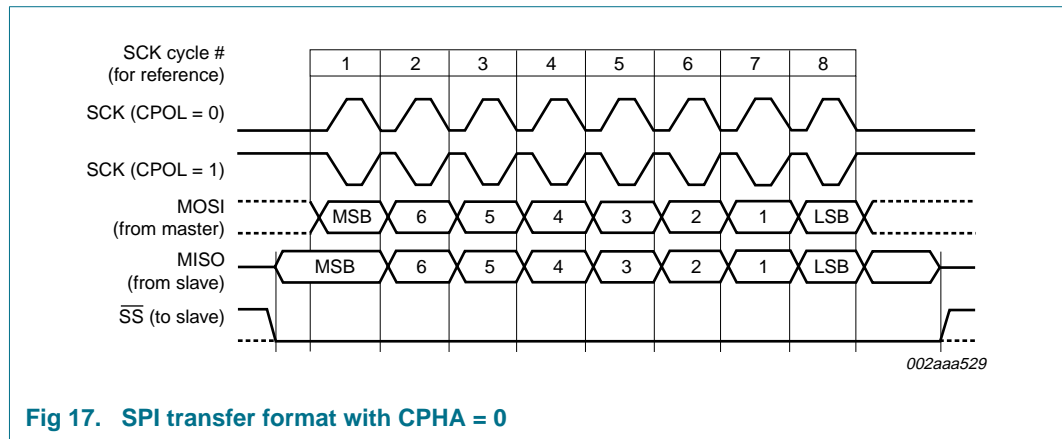 SCK cycle #
(for reference)
1 2 3 4 5 6 7 8
SCK (CPOL = 0)
SCK (CPOL = 1)
MOSI
(from master)
MSB 6 5 4 3 2 1 LSB
MISO
(from slave)
MSB 6 5 4 3 2 1 LSB
S̅S̅ (to slave)
002aaa529
Fig 17. SPI transfer format with CPHA = 0